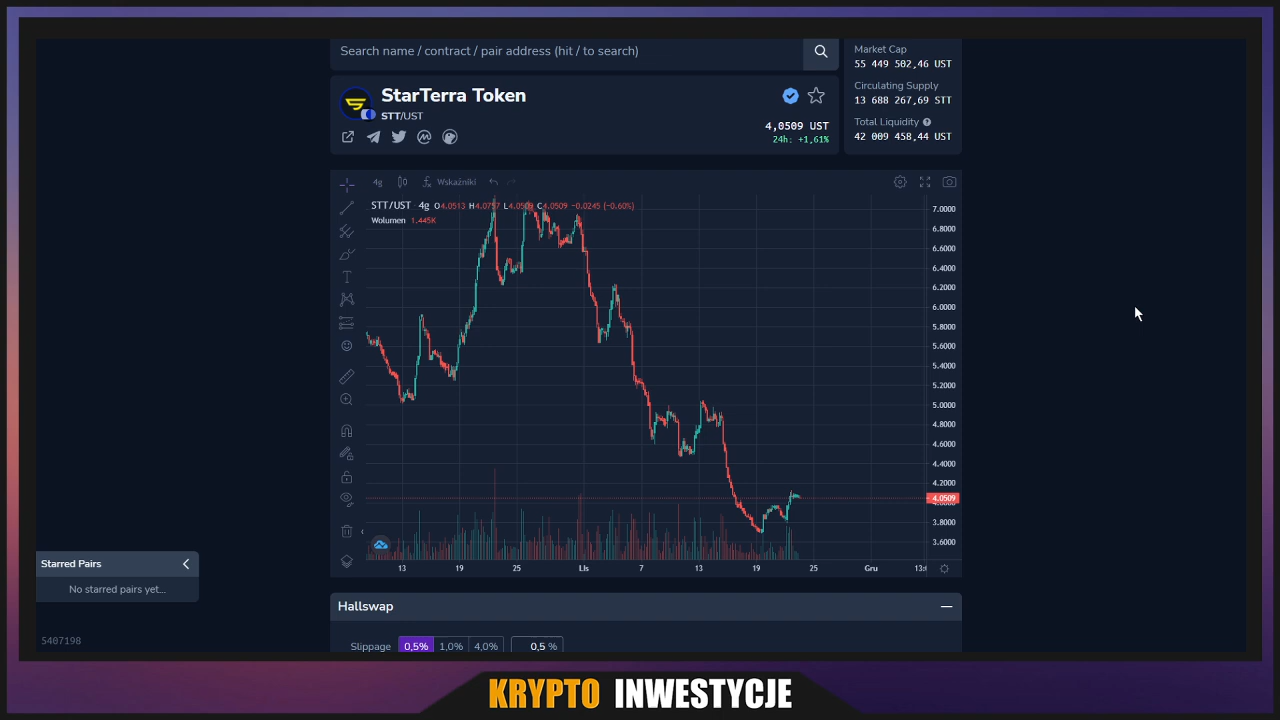 Search name / contract / pair address (hit / to search)
Market Cap
55 449 502,46 UST
Circulating Supply
13 688 267,69 STT
Total Liquidity
42 009 458,44 UST
StarTerra Token
STT/UST
4,0509 UST
24h: +1,61%
4g
Wskaźniki
STT/UST 4g O4.0513 H4.0757 L4.0509 C4.0509 −0.0245 (−0.60%)
Wolumen 1.445K
7.0000
6.8000
6.6000
6.4000
6.2000
6.0000
5.8000
5.6000
5.4000
5.2000
5.0000
4.8000
4.6000
4.4000
4.2000
4.0509
3.8000
3.6000
13 19 25 Lis 7 13 19 25 Gru
Starred Pairs
No starred pairs yet...
5407198
Hallswap
Slippage 0,5% 1,0% 4,0% 0,5 %
KRYPTO INWESTYCJE